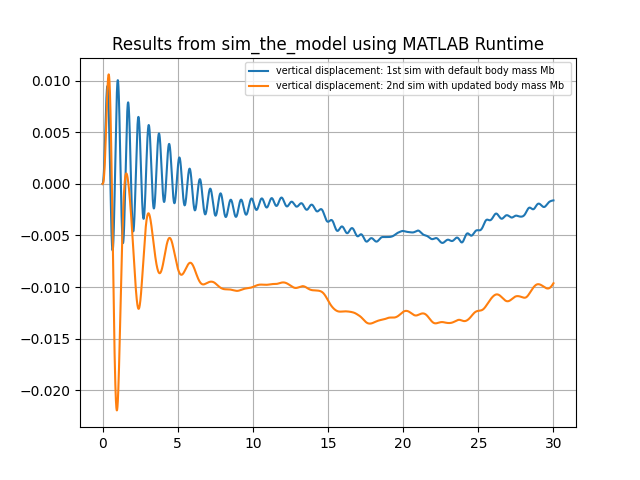 Results from sim_the_model using MATLAB Runtime
vertical displacement: 1st sim with default body mass Mb
vertical displacement: 2nd sim with updated body mass Mb
0.010
0.005
0.000
−0.005
−0.010
−0.015
−0.020
0 5 10 15 20 25 30